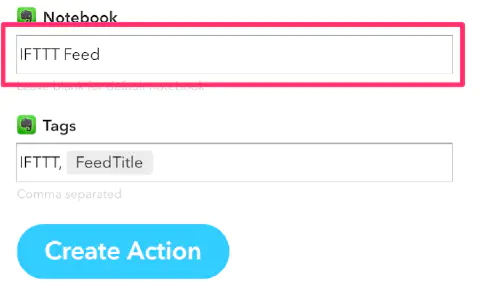 Notebook
IFTTT Feed
Leave blank for default notebook
Tags
IFTTT, FeedTitle
Comma separated
Create Action